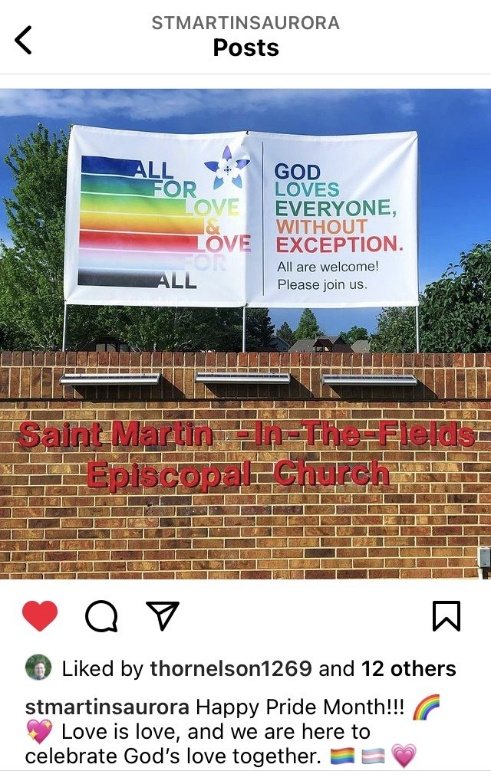 STMARTINSAURORA
Posts
ALL
FOR
LOVE
&
LOVE
FOR
ALL
GOD
LOVES
EVERYONE,
WITHOUT
EXCEPTION.
All are welcome!
Please join us.
Saint Martin -In-The-Fields
Episcopal Church
Liked by thornelson1269 and 12 others
stmartinsaurora Happy Pride Month!!! 🌈
💖 Love is love, and we are here to
celebrate God’s love together. 🏳️‍🌈 🏳️‍⚧️ 💗